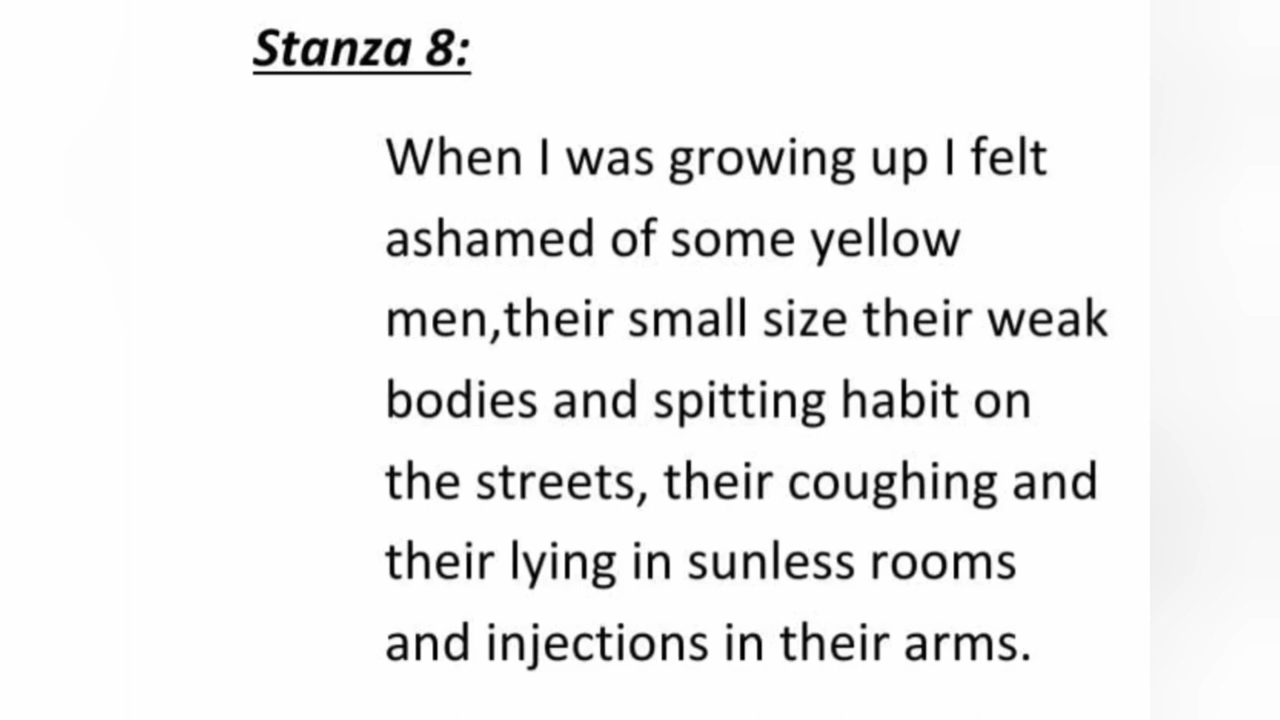 Stanza 8:
When I was growing up I felt
ashamed of some yellow
men,their small size their weak
bodies and spitting habit on
the streets, their coughing and
their lying in sunless rooms
and injections in their arms.